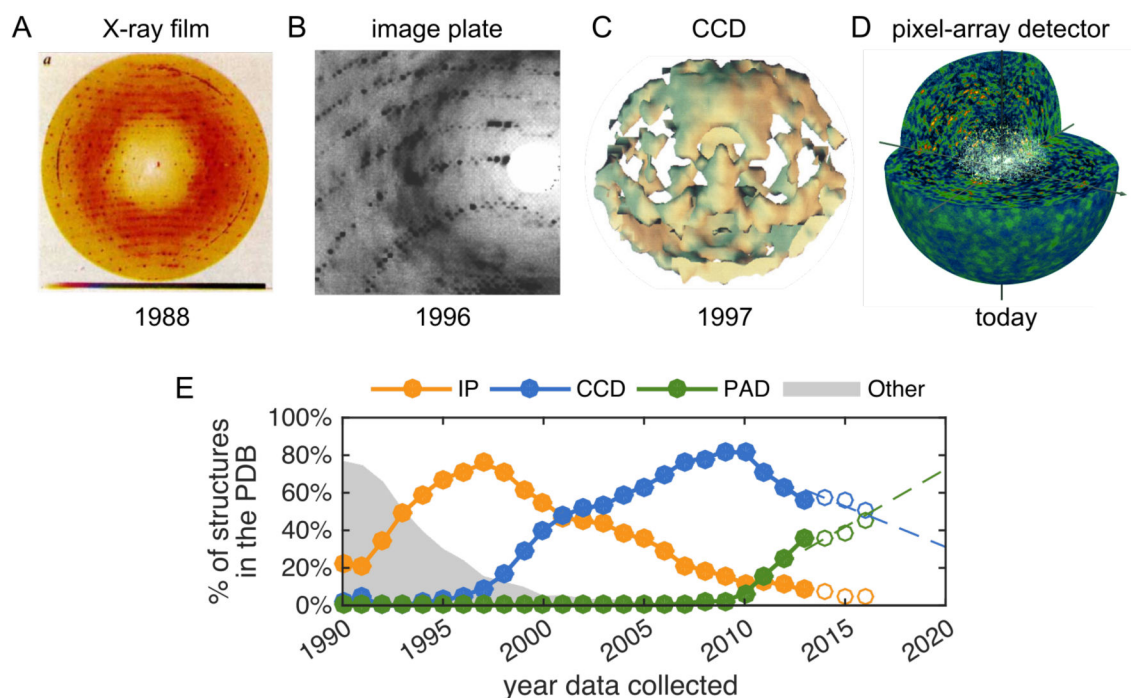 A X-ray film B image plate C CCD D pixel-array detector
a
1988 1996 1997 today
E IP CCD PAD Other
100%
80%
60%
40%
20%
0%
% of structures
in the PDB
1990 1995 2000 2005 2010 2015 2020
year data collected